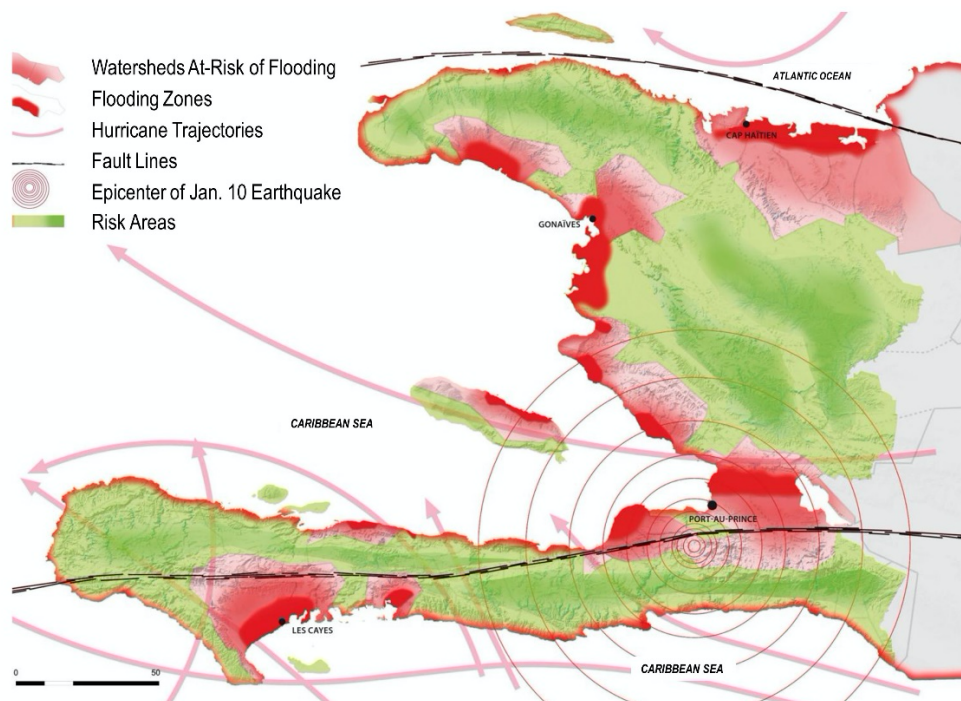 Watersheds At-Risk of Flooding
Flooding Zones
Hurricane Trajectories
Fault Lines
Epicenter of Jan. 10 Earthquake
Risk Areas
ATLANTIC OCEAN
CAP HAÏTIEN
GONAÏVES
CARIBBEAN SEA
PORT-AU-PRINCE
LES CAYES
CARIBBEAN SEA
0 50